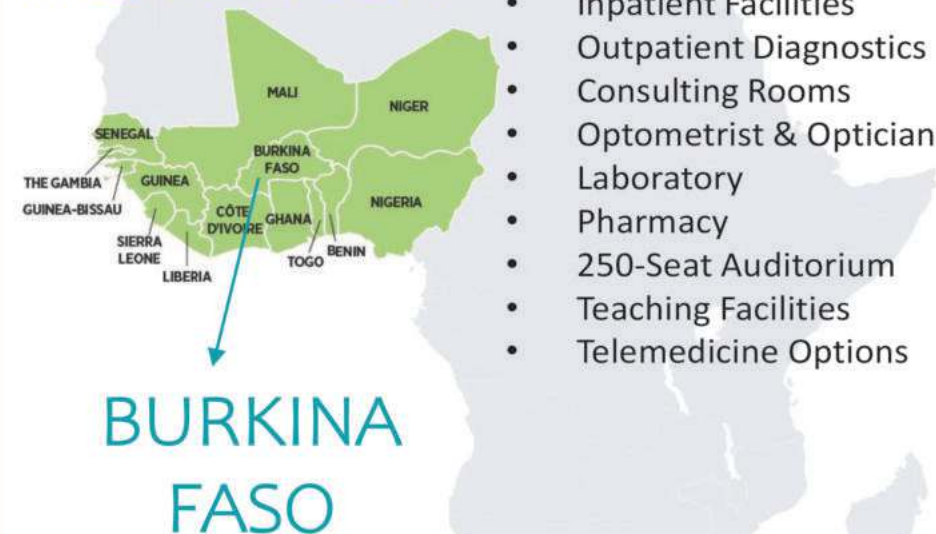 MALI
NIGER
SENEGAL
BURKINA
FASO
THE GAMBIA
GUINEA
GUINEA-BISSAU
NIGERIA
CÔTE
D'IVOIRE
GHANA
SIERRA
LEONE
BENIN
TOGO
LIBERIA
BURKINA
FASO
• Inpatient Facilities
• Outpatient Diagnostics
• Consulting Rooms
• Optometrist & Optician
• Laboratory
• Pharmacy
• 250-Seat Auditorium
• Teaching Facilities
• Telemedicine Options